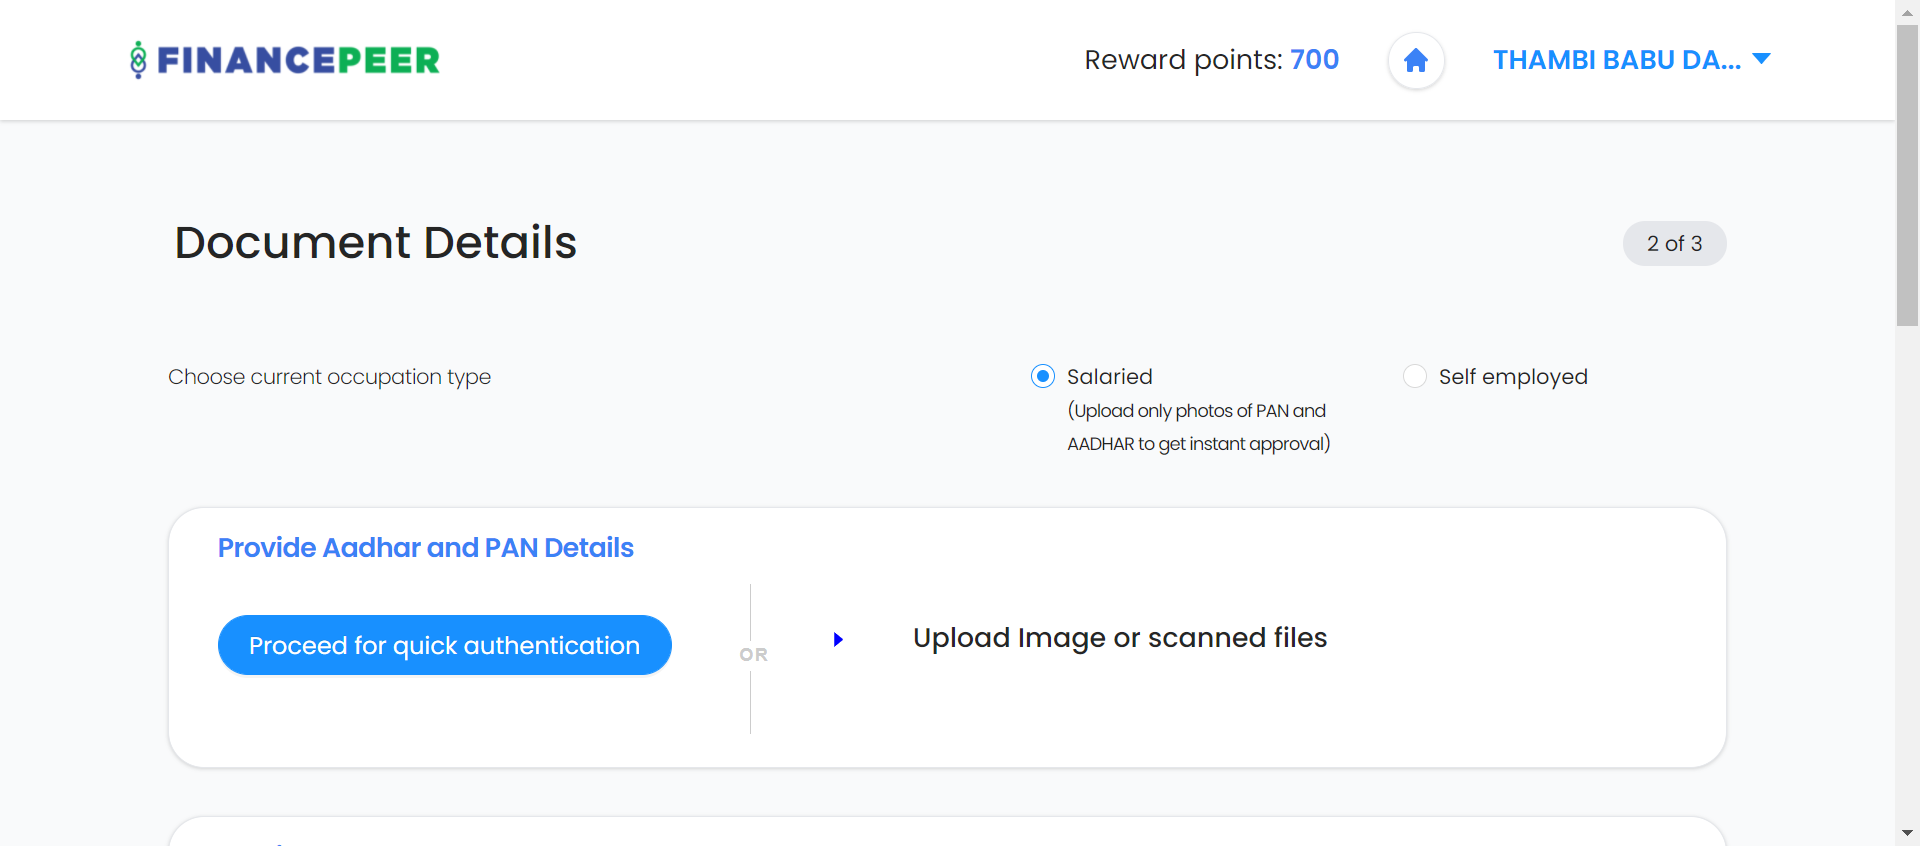 FINANCEPEER
Reward points: 700
THAMBI BABU DA...
Document Details
2 of 3
Choose current occupation type
Salaried
(Upload only photos of PAN and
AADHAR to get instant approval)
Self employed
Provide Aadhar and PAN Details
Proceed for quick authentication
OR
Upload Image or scanned files